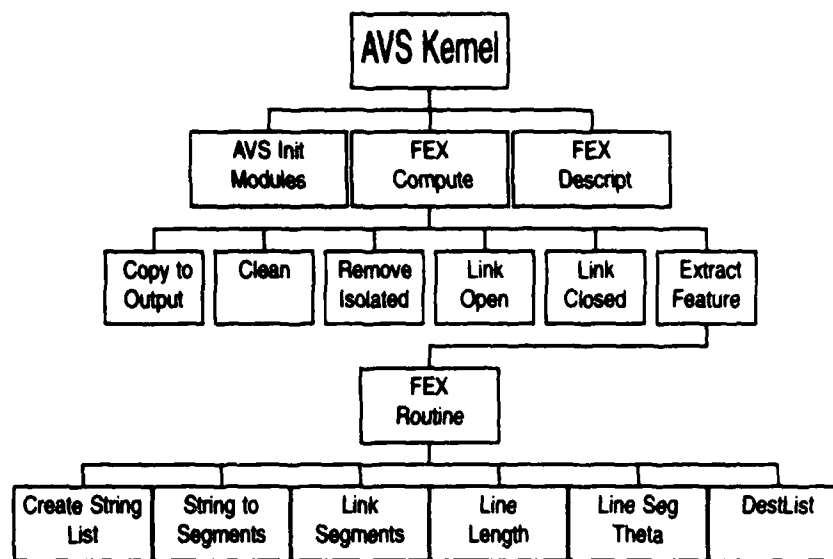 AVS Kernel
AVS Init
Modules
FEX
Compute
FEX
Descript
Copy to
Output
Clean
Remove
Isolated
Link
Open
Link
Closed
Extract
Feature
FEX
Routine
Create String
List
String to
Segments
Link
Segments
Line
Length
Line Seg
Theta
DestList